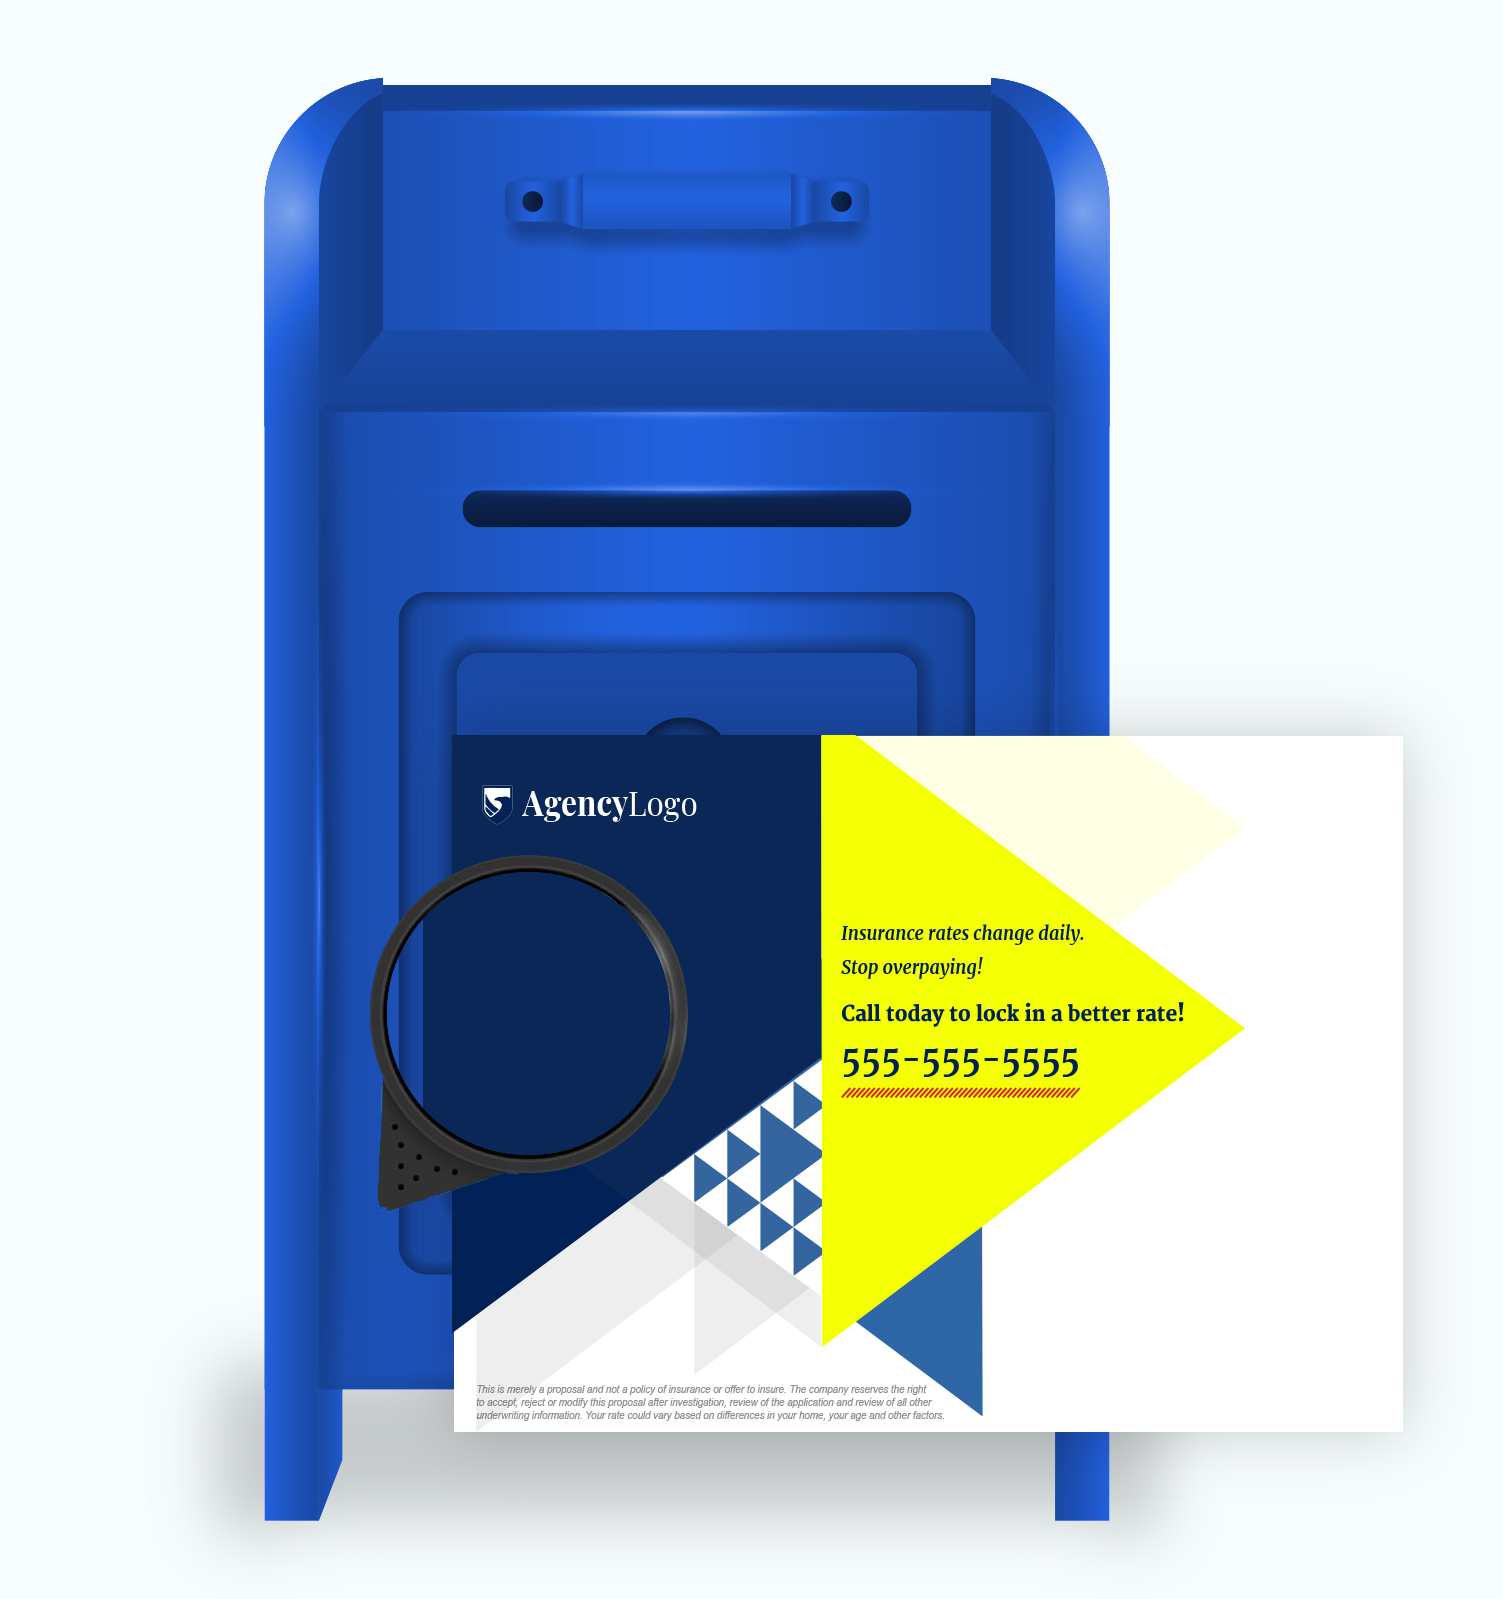 AgencyLogo
Insurance rates change daily.
Stop overpaying!
Call today to lock in a better rate!
555-555-5555
This is merely a proposal and not a policy of insurance or offer to insure. The company reserves the right
to accept, reject or modify this proposal after investigation, review of the application and review of all other
underwriting information. Your rate could vary based on differences in your home, your age and other factors.